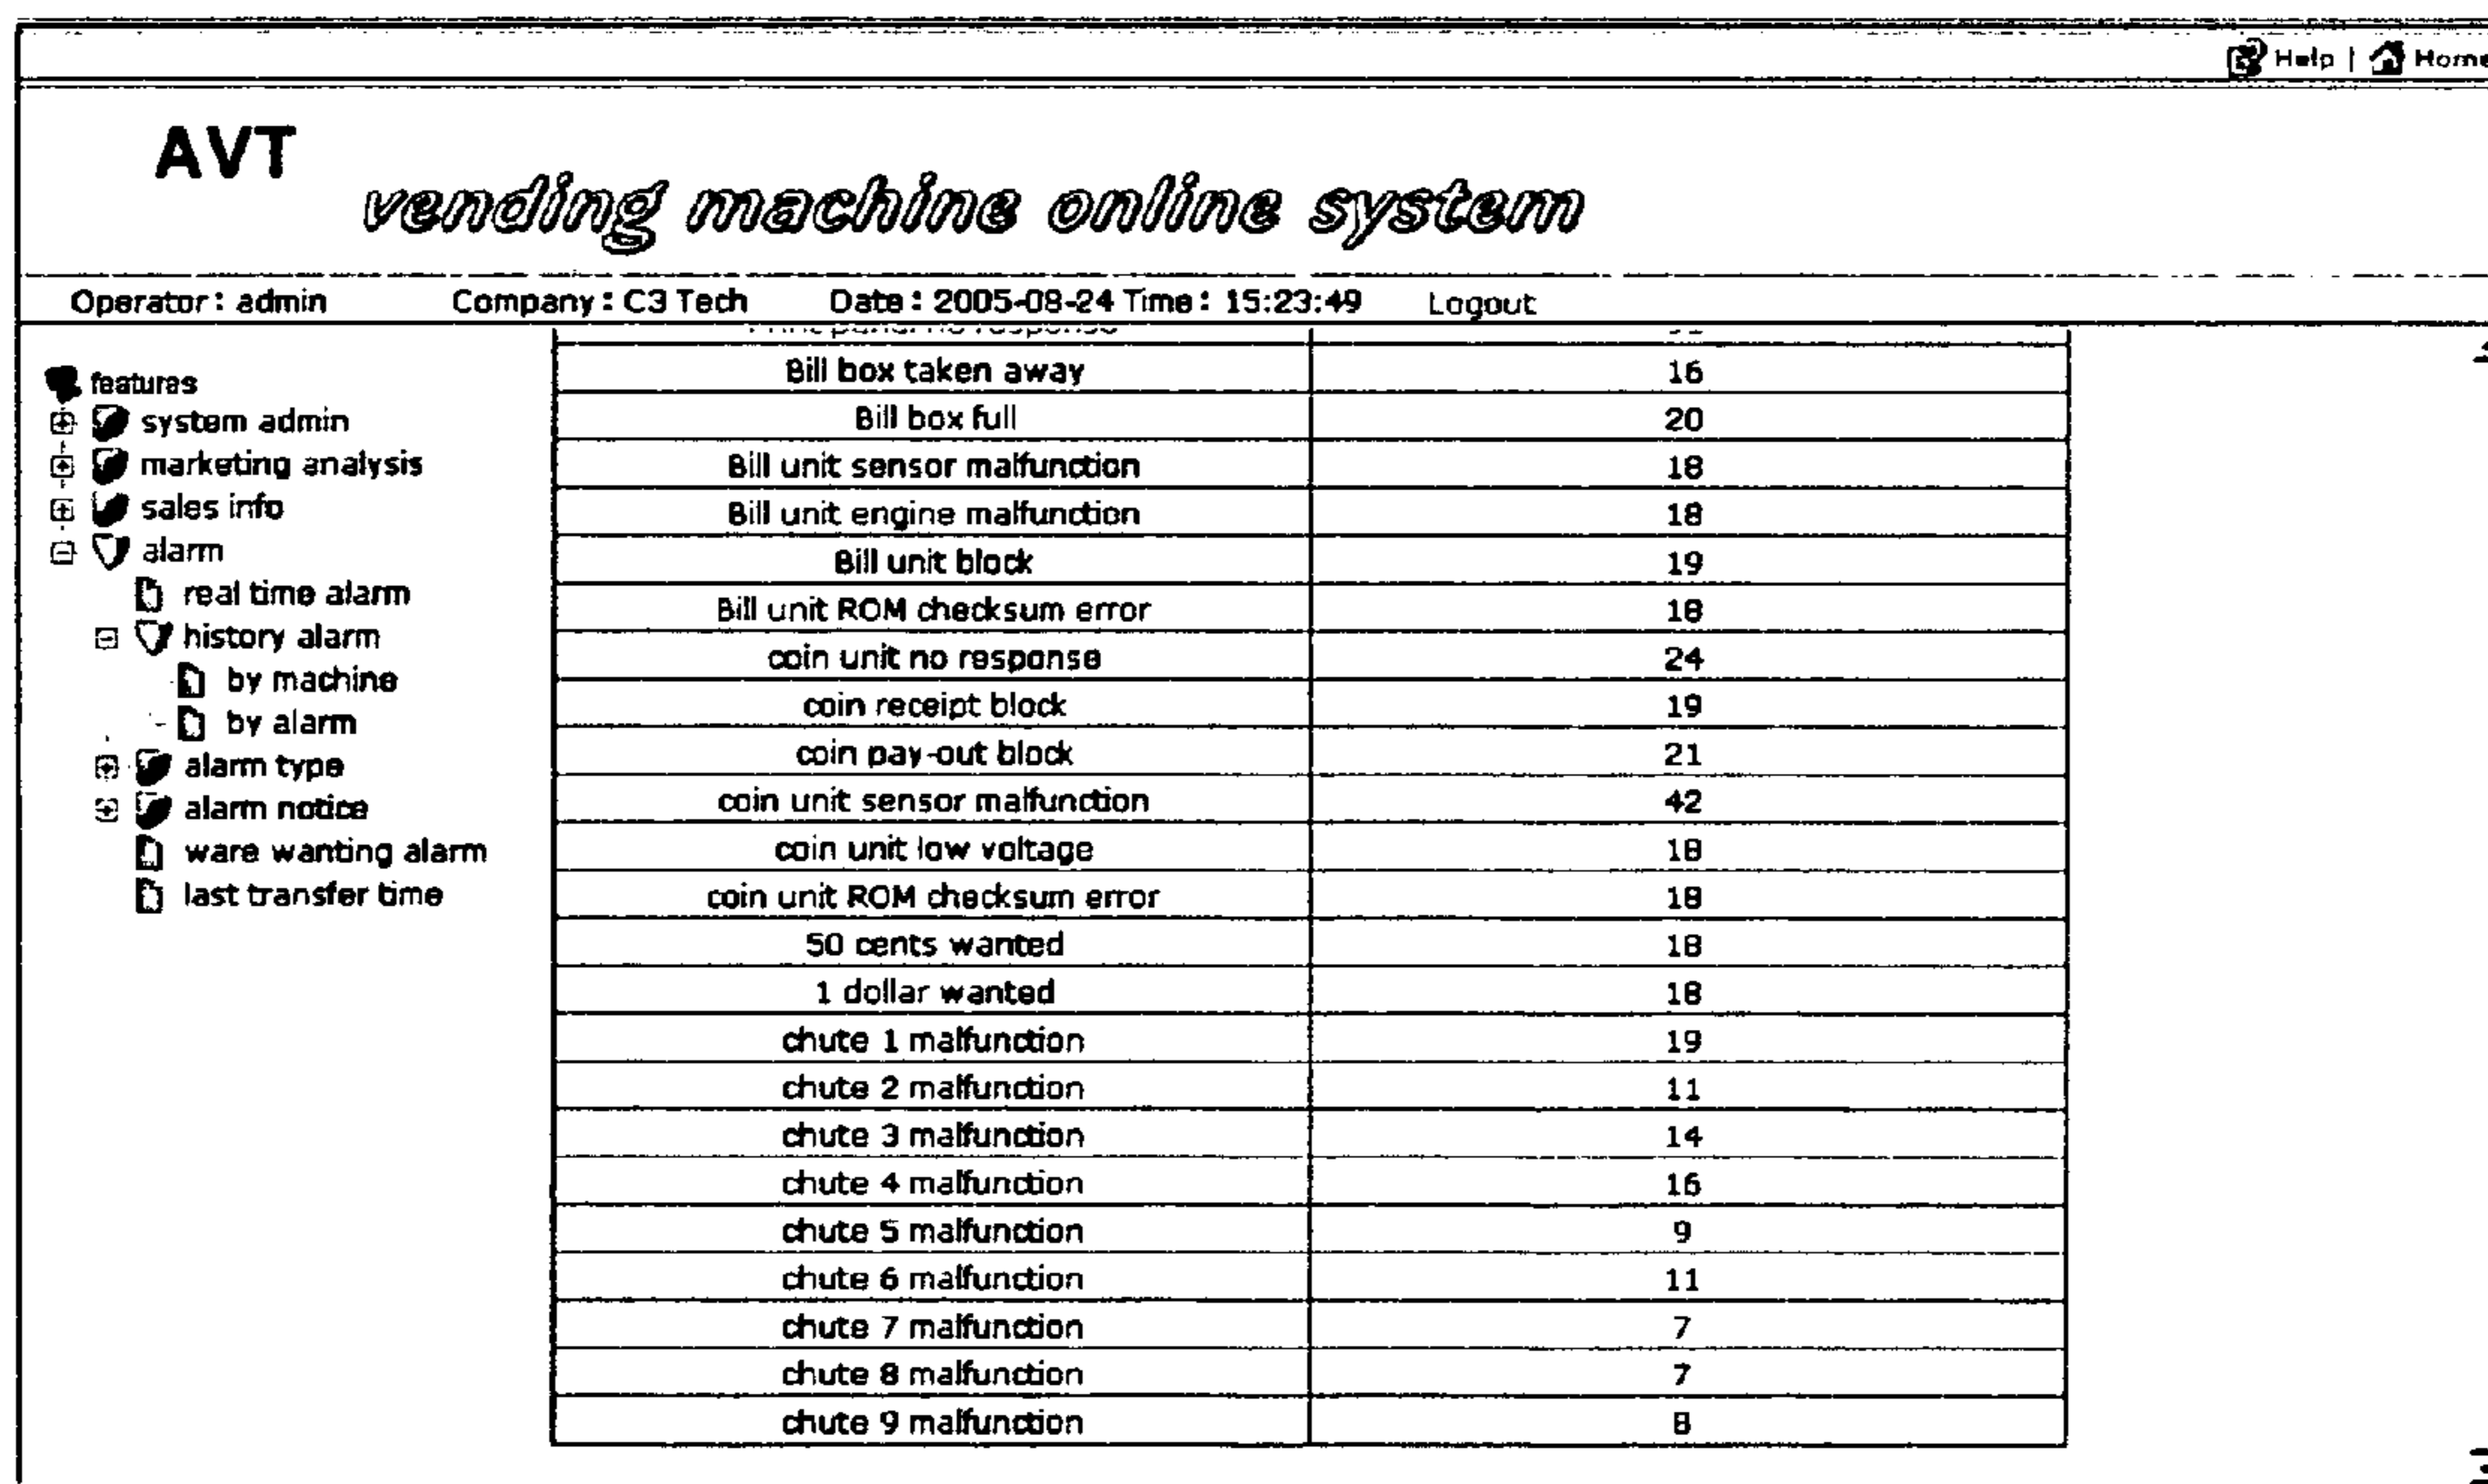 Help | Home
AVT
vending machine online system
Operator: admin Company: C3 Tech Date: 2005-08-24 Time: 15:23:49 Logout
features
system admin
marketing analysis
sales info
alarm
real time alarm
history alarm
by machine
by alarm
alarm type
alarm notice
ware wanting alarm
last transfer time
Bill box taken away 16
Bill box full 20
Bill unit sensor malfunction 18
Bill unit engine malfunction 18
Bill unit block 19
Bill unit ROM checksum error 18
coin unit no response 24
coin receipt block 19
coin pay-out block 21
coin unit sensor malfunction 42
coin unit low voltage 18
coin unit ROM checksum error 18
50 cents wanted 18
1 dollar wanted 18
chute 1 malfunction 19
chute 2 malfunction 11
chute 3 malfunction 14
chute 4 malfunction 16
chute 5 malfunction 9
chute 6 malfunction 11
chute 7 malfunction 7
chute 8 malfunction 7
chute 9 malfunction 8